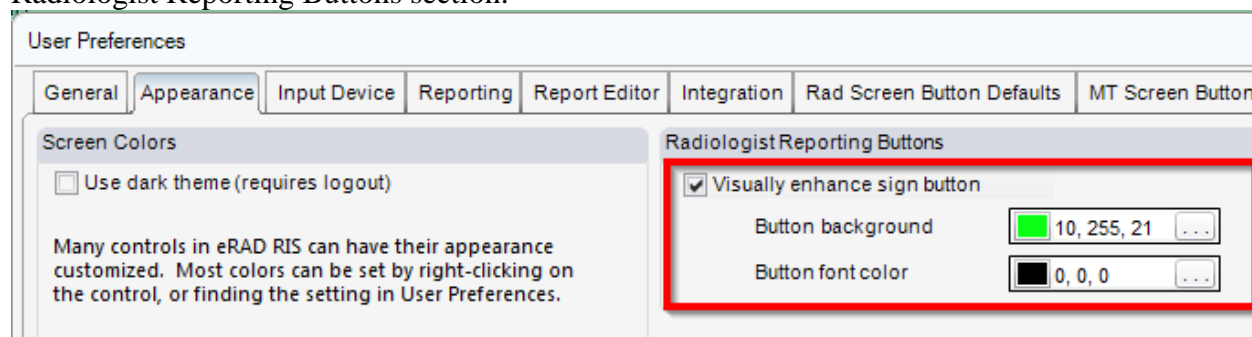 Radiologist Reporting Buttons section.
User Preferences
General Appearance Input Device Reporting Report Editor Integration Rad Screen Button Defaults MT Screen Button
Screen Colors
Use dark theme (requires logout)
Many controls in eRAD RIS can have their appearance
customized. Most colors can be set by right-clicking on
the control, or finding the setting in User Preferences.
Radiologist Reporting Buttons
Visually enhance sign button
Button background 10, 255, 21 ...
Button font color 0, 0, 0 ...